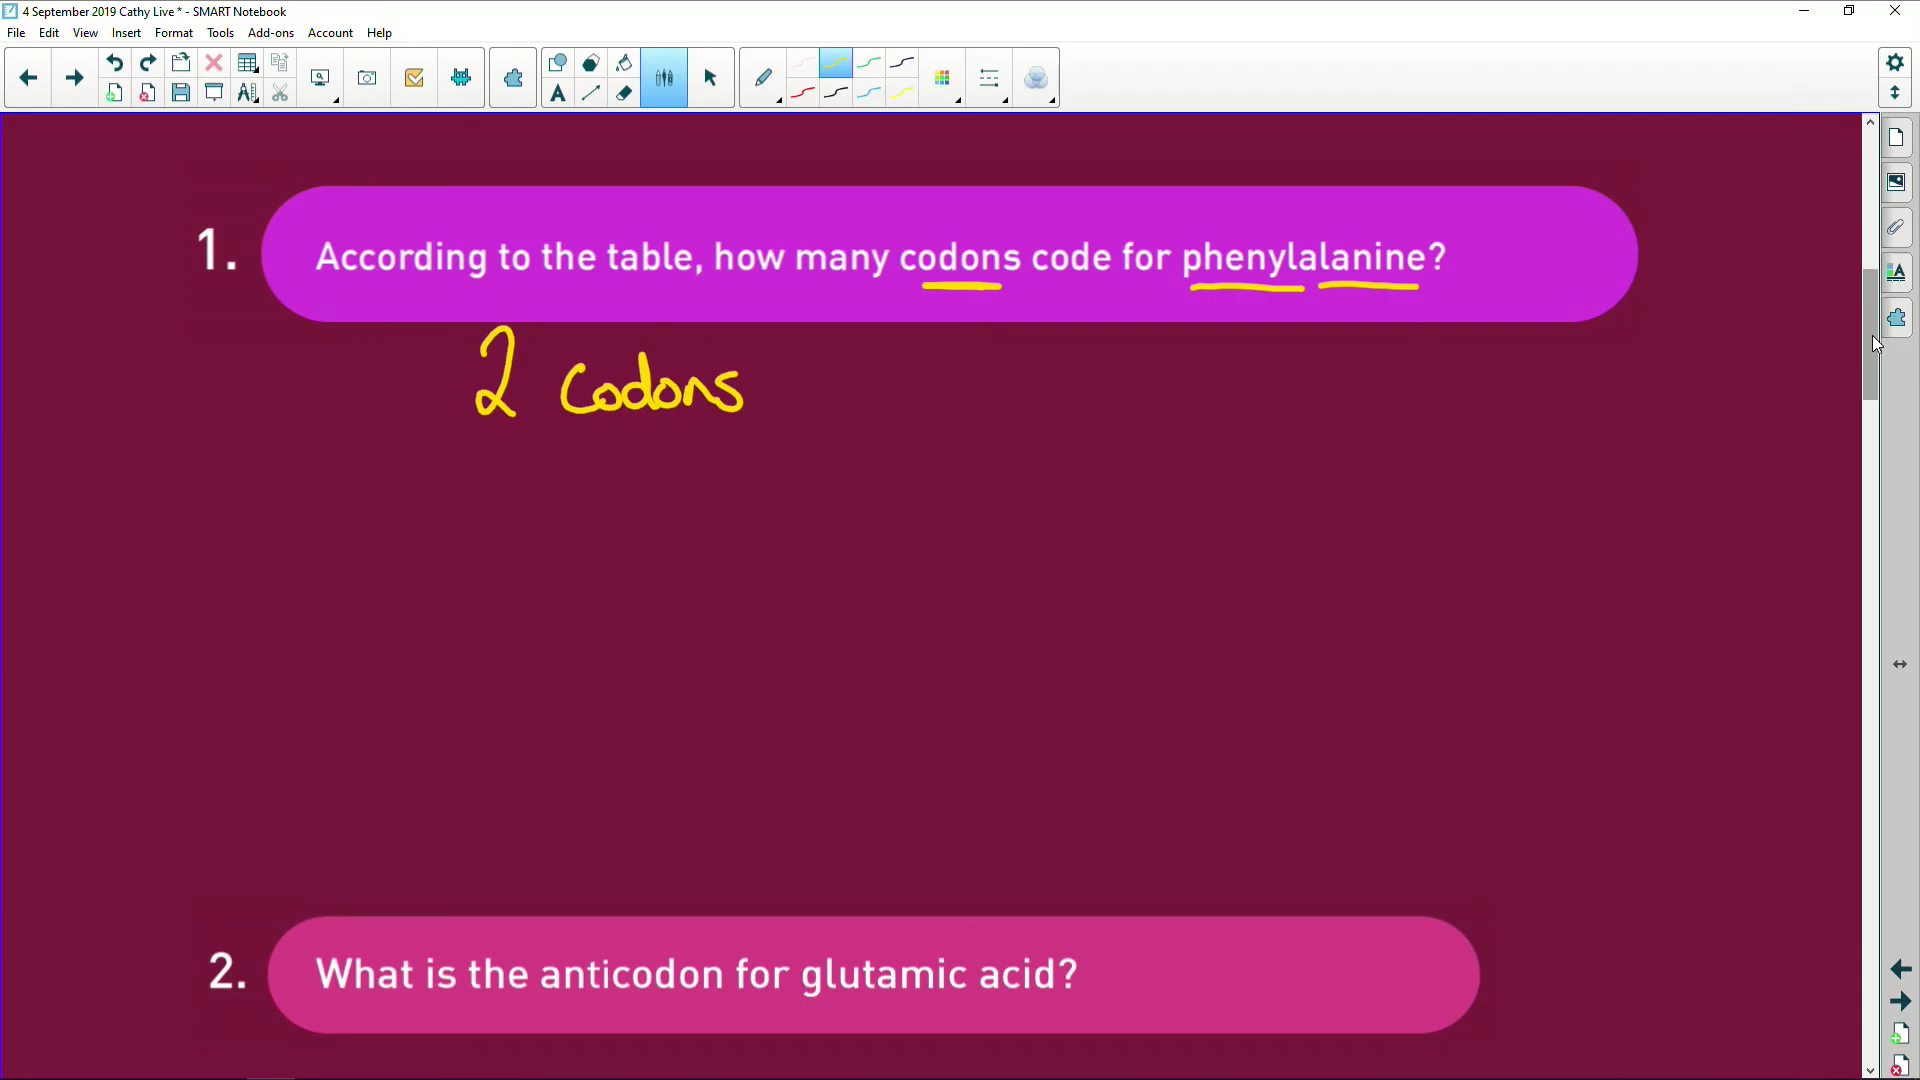 4 September 2019 Cathy Live * - SMART Notebook
File Edit View Insert Format Tools Add-ons Account Help
1. According to the table, how many codons code for phenylalanine?
2 codons
2. What is the anticodon for glutamic acid?